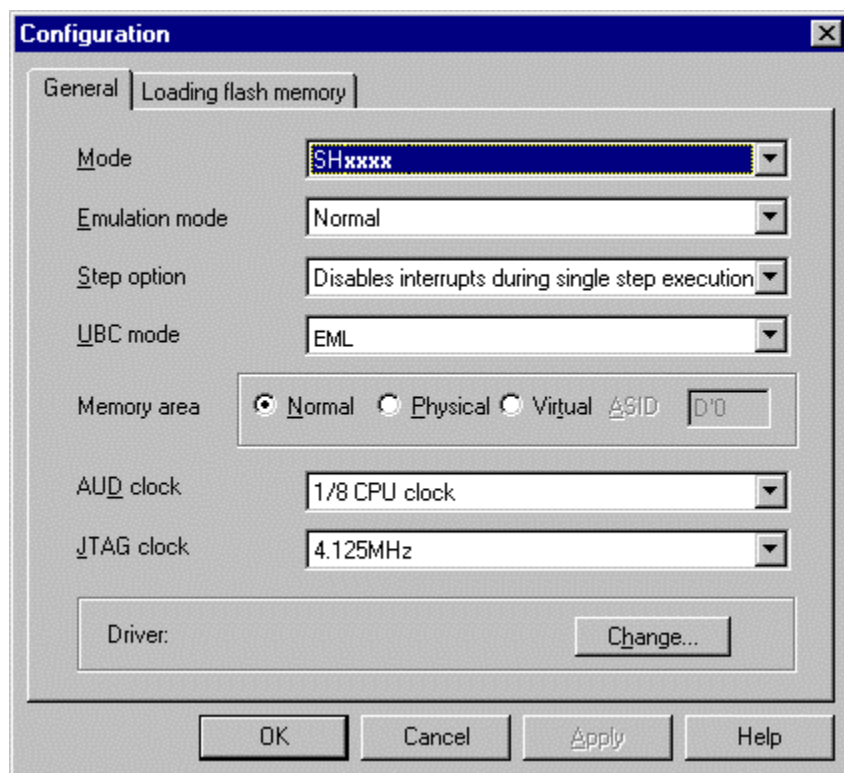 Configuration
General Loading flash memory
Mode SHxxxx
Emulation mode Normal
Step option Disables interrupts during single step execution
UBC mode EML
Memory area Normal Physical Virtual ASID D'0
AUD clock 1/8 CPU clock
JTAG clock 4.125MHz
Driver: Change...
OK Cancel Apply Help